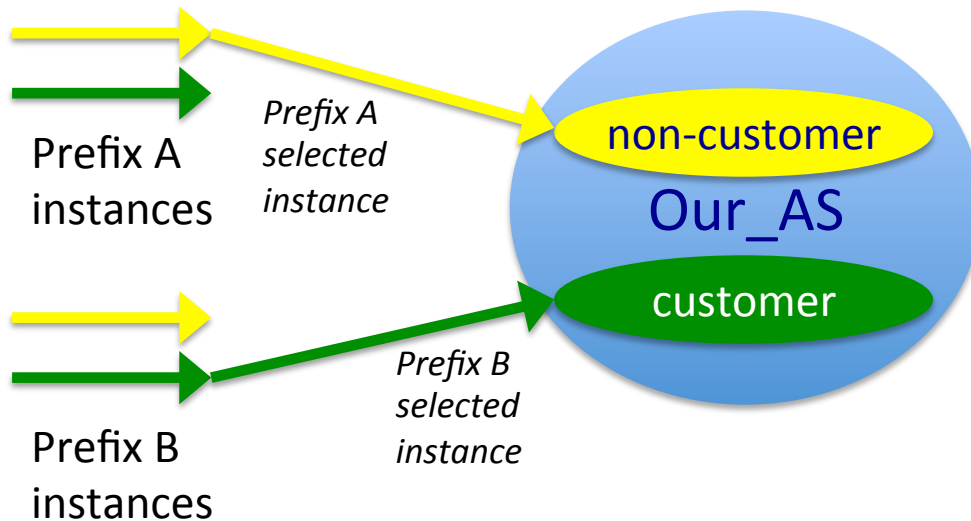 Prefix A
instances
Prefix A
selected
instance
non-customer
Our_AS
customer
Prefix B
selected
instance
Prefix B
instances